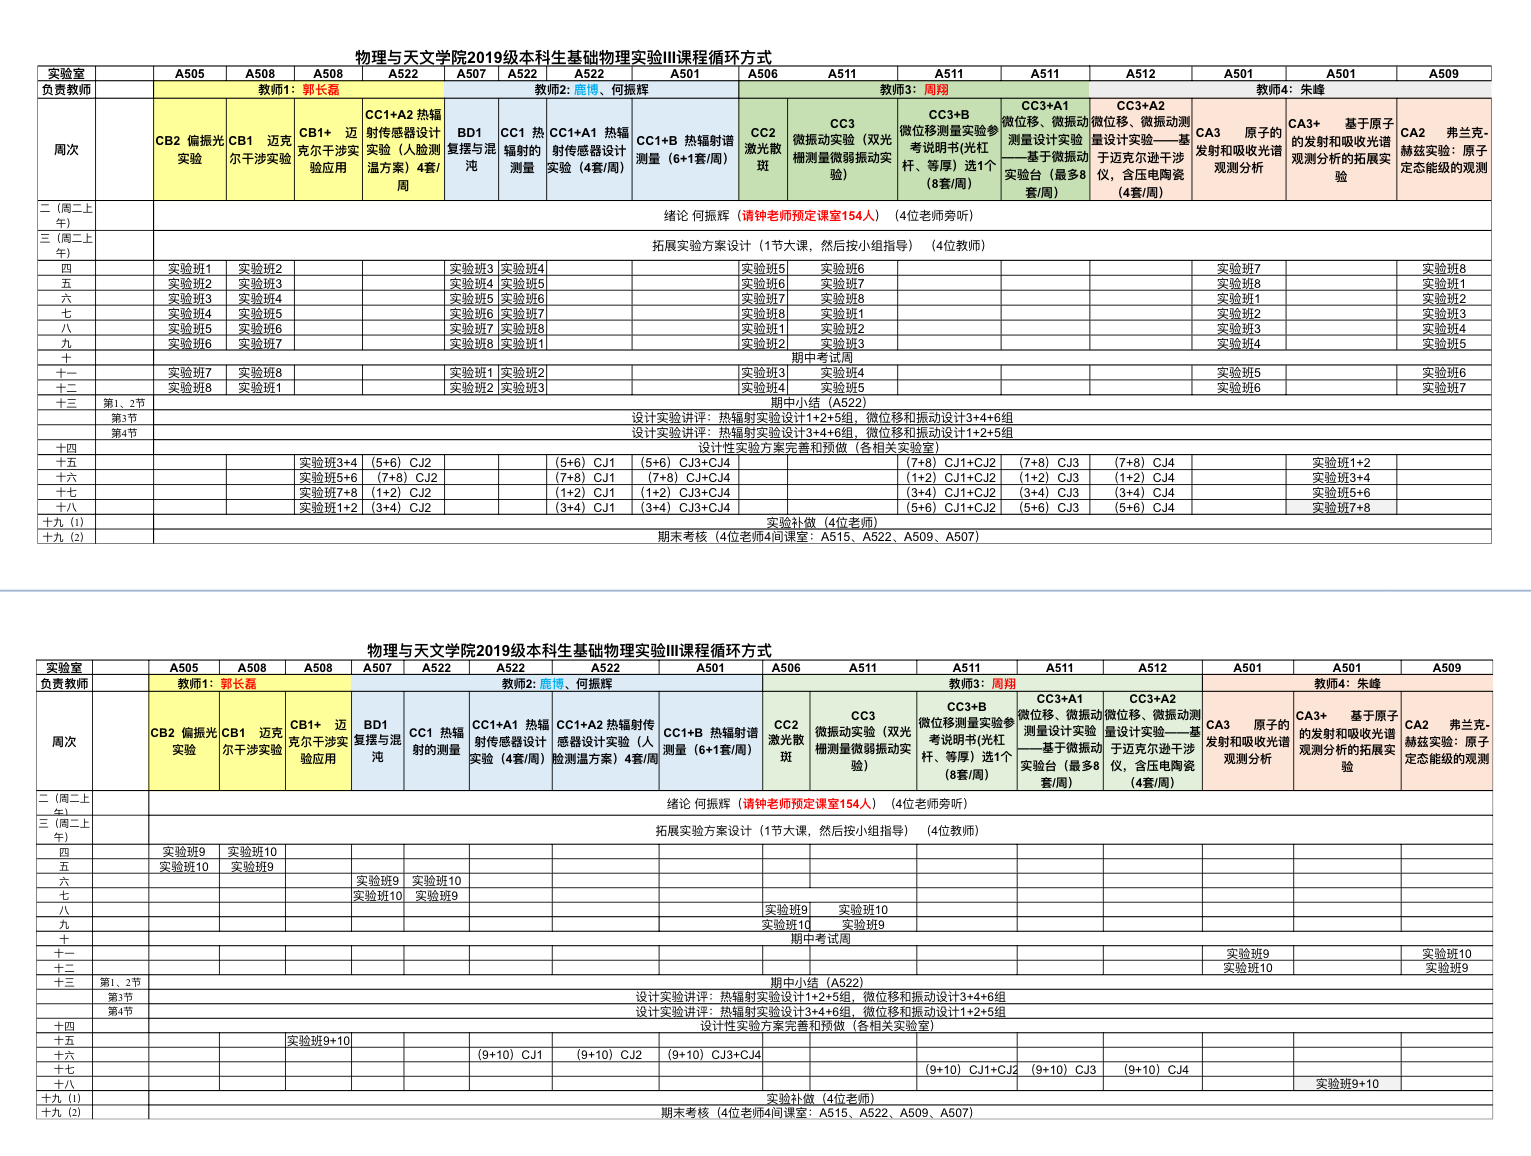 物理与天文学院2019级本科生基础物理实验III课程循环方式
实验室 A505 A508 A508 A522 A507 A522 A522 A501 A506 A511 A511 A511 A512 A501 A501 A509
负责教师 教师1：郭长磊 教师2: 鹿博、何振辉 教师3：周翔 教师4：朱峰
周次
CB2 偏振光
实验
CB1 迈克
尔干涉实验
CB1+ 迈
克尔干涉实
验应用
CC1+A2 热辐
射传感器设计
实验（人脸测
温方案）4套/
周
BD1
复摆与混
沌
CC1 热
辐射的
测量
CC1+A1 热辐
射传感器设计
实验（4套/周）
CC1+B 热辐射谱
测量（6+1套/周）
CC2
激光散
斑
CC3
微振动实验（双光
栅测量微弱振动实
验）
CC3+B
微位移测量实验参
考说明书(光杠
杆、等厚）选1个
（8套/周）
CC3+A1
微位移、微振动
测量设计实验
——基于微振动
实验台（最多8
套/周）
CC3+A2
微位移、微振动测
量设计实验——基
于迈克尔逊干涉
仪，含压电陶瓷
（4套/周）
CA3 原子的
发射和吸收光谱
观测分析
CA3+ 基于原子
的发射和吸收光谱
观测分析的拓展实
验
CA2 弗兰克-
赫兹实验：原子
定态能级的观测
二（周二上
午）
绪论 何振辉（请钟老师预定课室154人）（4位老师旁听）
三（周二上
午）
拓展实验方案设计（1节大课，然后按小组指导）（4位教师）
四 实验班1 实验班2 实验班3 实验班4 实验班5 实验班6 实验班7 实验班8
五 实验班2 实验班3 实验班4 实验班5 实验班6 实验班7 实验班8 实验班1
六 实验班3 实验班4 实验班5 实验班6 实验班7 实验班8 实验班1 实验班2
七 实验班4 实验班5 实验班6 实验班7 实验班8 实验班1 实验班2 实验班3
八 实验班5 实验班6 实验班7 实验班8 实验班1 实验班2 实验班3 实验班4
九 实验班6 实验班7 实验班8 实验班1 实验班2 实验班3 实验班4 实验班5
十 期中考试周
十一 实验班7 实验班8 实验班1 实验班2 实验班3 实验班4 实验班5 实验班6
十二 实验班8 实验班1 实验班2 实验班3 实验班4 实验班5 实验班6 实验班7
十三 第1、2节 期中小结（A522）
第3节 设计实验讲评：热辐射实验设计1+2+5组，微位移和振动设计3+4+6组
第4节 设计实验讲评：热辐射实验设计3+4+6组，微位移和振动设计1+2+5组
十四 设计性实验方案完善和预做（各相关实验室）
十五 实验班3+4 （5+6）CJ2 （5+6）CJ1 （5+6）CJ3+CJ4 （7+8）CJ1+CJ2 （7+8）CJ3 （7+8）CJ4 实验班1+2
十六 实验班5+6 （7+8）CJ2 （7+8）CJ1 （7+8）CJ+CJ4 （1+2）CJ1+CJ2 （1+2）CJ3 （1+2）CJ4 实验班3+4
十七 实验班7+8 （1+2）CJ2 （1+2）CJ1 （1+2）CJ3+CJ4 （3+4）CJ1+CJ2 （3+4）CJ3 （3+4）CJ4 实验班5+6
十八 实验班1+2 （3+4）CJ2 （3+4）CJ1 （3+4）CJ3+CJ4 （5+6）CJ1+CJ2 （5+6）CJ3 （5+6）CJ4 实验班7+8
十九（1） 实验补做（4位老师）
十九（2） 期末考核（4位老师4间课室：A515、A522、A509、A507）
物理与天文学院2019级本科生基础物理实验III课程循环方式
实验室 A505 A508 A508 A507 A522 A522 A522 A501 A506 A511 A511 A511 A512 A501 A501 A509
负责教师 教师1：郭长磊 教师2: 鹿博、何振辉 教师3：周翔 教师4：朱峰
周次
CB2 偏振光
实验
CB1 迈克
尔干涉实验
CB1+ 迈
克尔干涉实
验应用
BD1
复摆与混
沌
CC1 热辐
射的测量
CC1+A1 热辐
射传感器设计
实验（4套/周）
CC1+A2 热辐射传
感器设计实验（人
脸测温方案）4套/周
CC1+B 热辐射谱
测量（6+1套/周）
CC2
激光散
斑
CC3
微振动实验（双光
栅测量微弱振动实
验）
CC3+B
微位移测量实验参
考说明书(光杠
杆、等厚）选1个
（8套/周）
CC3+A1
微位移、微振动
测量设计实验
——基于微振动
实验台（最多8
套/周）
CC3+A2
微位移、微振动测
量设计实验——基
于迈克尔逊干涉
仪，含压电陶瓷
（4套/周）
CA3 原子的
发射和吸收光谱
观测分析
CA3+ 基于原子
的发射和吸收光谱
观测分析的拓展实
验
CA2 弗兰克-
赫兹实验：原子
定态能级的观测
二（周二上
午）
绪论 何振辉（请钟老师预定课室154人）（4位老师旁听）
三（周二上
午）
拓展实验方案设计（1节大课，然后按小组指导）（4位教师）
四 实验班9 实验班10
五 实验班10 实验班9
六 实验班9 实验班10
七 实验班10 实验班9
八 实验班9 实验班10
九 实验班10 实验班9
十 期中考试周
十一 实验班9 实验班10
十二 实验班10 实验班9
十三 第1、2节 期中小结（A522）
第3节 设计实验讲评：热辐射实验设计1+2+5组，微位移和振动设计3+4+6组
第4节 设计实验讲评：热辐射实验设计3+4+6组，微位移和振动设计1+2+5组
十四 设计性实验方案完善和预做（各相关实验室）
十五 实验班9+10
十六 （9+10）CJ1 （9+10）CJ2 （9+10）CJ3+CJ4
十七 （9+10）CJ1+CJ2 （9+10）CJ3 （9+10）CJ4
十八 实验班9+10
十九（1） 实验补做（4位老师）
十九（2） 期末考核（4位老师4间课室：A515、A522、A509、A507）